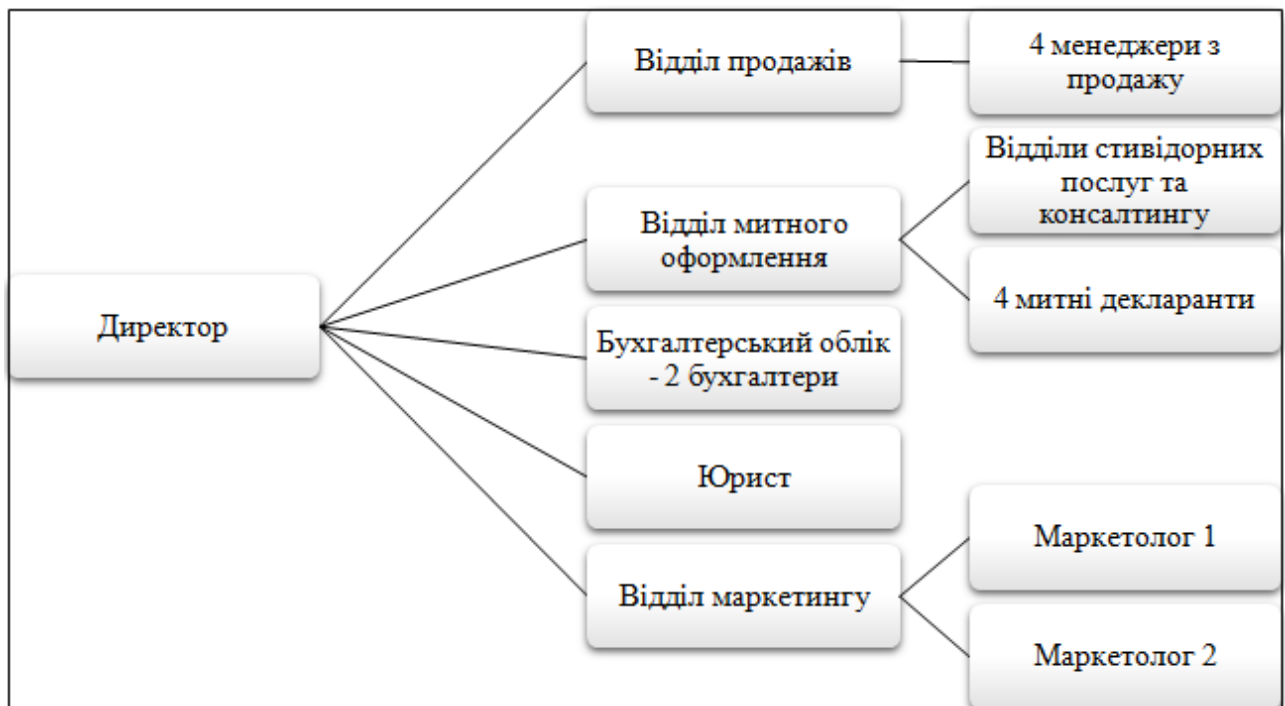 Директор
Відділ продажів
4 менеджери з
продажу
Відділ митного
оформлення
Відділи стивідорних
послуг та
консалтингу
4 митні декларанти
Бухгалтерський облік
- 2 бухгалтери
Юрист
Відділ маркетингу
Маркетолог 1
Маркетолог 2